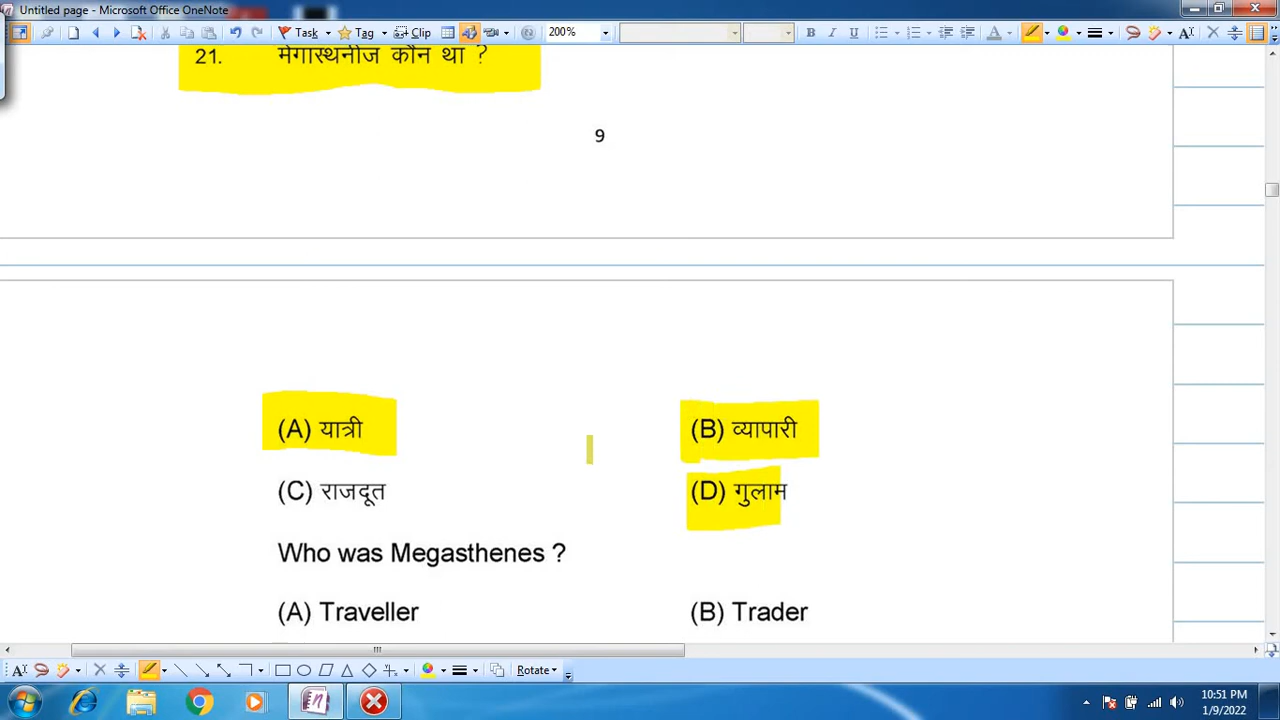 Untitled page - Microsoft Office OneNote
Task Tag Clip 200% B I U A
21. मेगास्थनीज कौन था ?
9
(A) यात्री (B) व्यापारी
(C) राजदूत (D) गुलाम
Who was Megasthenes ?
(A) Traveller (B) Trader
Rotate
10:51 PM
1/9/2022